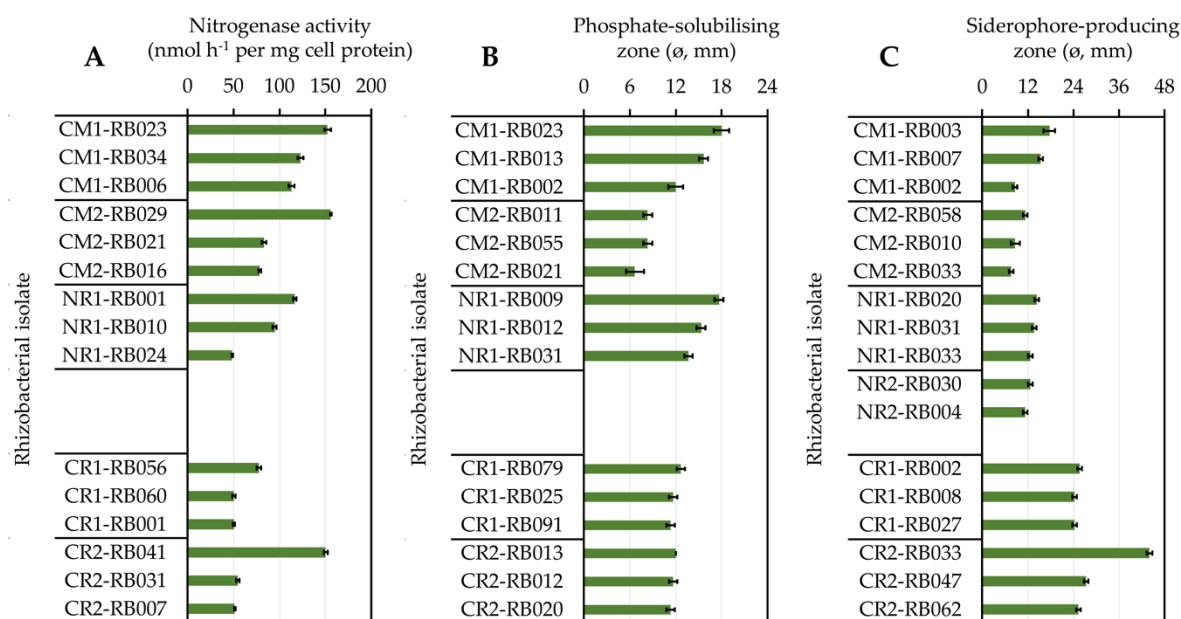 A
Nitrogenase activity
(nmol h⁻¹ per mg cell protein)
0 50 100 150 200
Rhizobacterial isolate
CM1-RB023
CM1-RB034
CM1-RB006
CM2-RB029
CM2-RB021
CM2-RB016
NR1-RB001
NR1-RB010
NR1-RB024
CR1-RB056
CR1-RB060
CR1-RB001
CR2-RB041
CR2-RB031
CR2-RB007
B
Phosphate-solubilising
zone (ø, mm)
0 6 12 18 24
Rhizobacterial isolate
CM1-RB023
CM1-RB013
CM1-RB002
CM2-RB011
CM2-RB055
CM2-RB021
NR1-RB009
NR1-RB012
NR1-RB031
CR1-RB079
CR1-RB025
CR1-RB091
CR2-RB013
CR2-RB012
CR2-RB020
C
Siderophore-producing
zone (ø, mm)
0 12 24 36 48
Rhizobacterial isolate
CM1-RB003
CM1-RB007
CM1-RB002
CM2-RB058
CM2-RB010
CM2-RB033
NR1-RB020
NR1-RB031
NR1-RB033
NR2-RB030
NR2-RB004
CR1-RB002
CR1-RB008
CR1-RB027
CR2-RB033
CR2-RB047
CR2-RB062